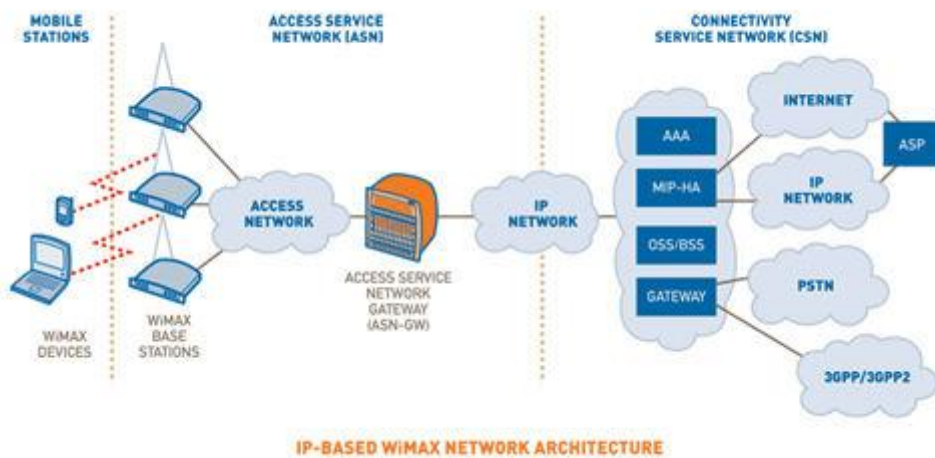 MOBILE
STATIONS
ACCESS SERVICE
NETWORK (ASN)
CONNECTIVITY
SERVICE NETWORK (CSN)
INTERNET
AAA
ASP
MIP-HA
IP
NETWORK
ACCESS
NETWORK
IP
NETWORK
OSS/BSS
GATEWAY
PSTN
ACCESS SERVICE
NETWORK
GATEWAY
(ASN-GW)
WiMAX
DEVICES
WiMAX
BASE
STATIONS
3GPP/3GPP2
IP-BASED WiMAX NETWORK ARCHITECTURE